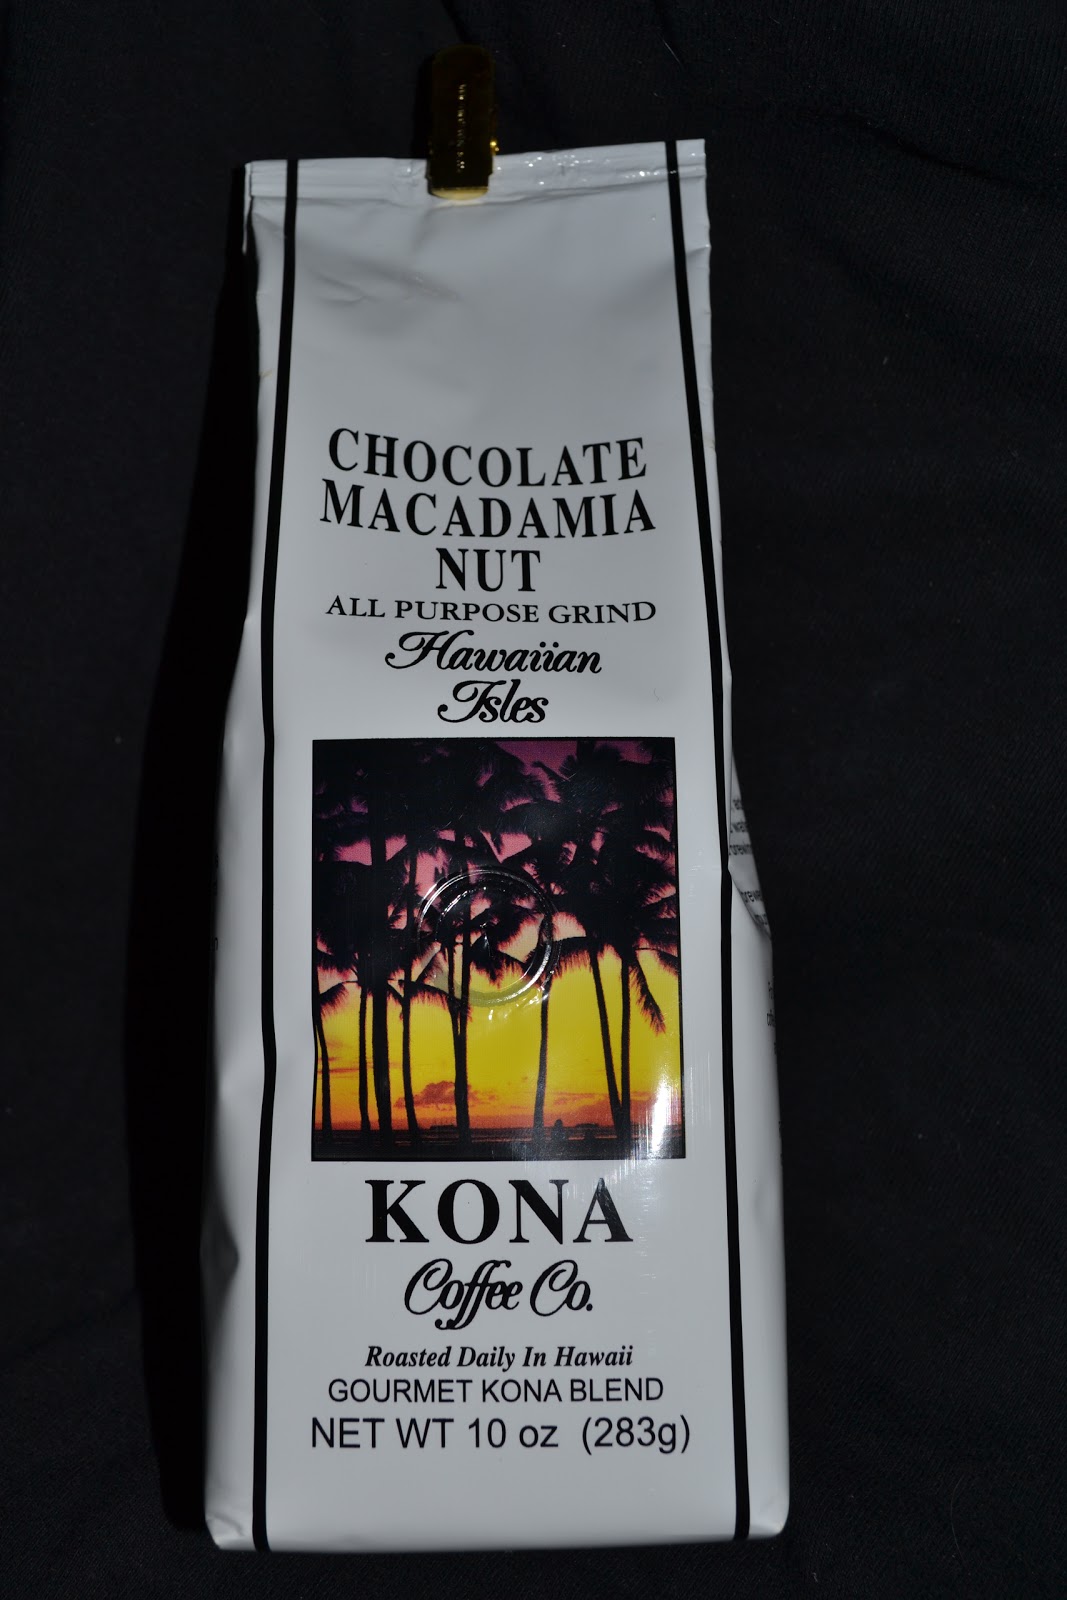 CHOCOLATE
MACADAMIA
NUT
ALL PURPOSE GRIND
Hawaiian
Isles
KONA
Coffee Co.
Roasted Daily In Hawaii
GOURMET KONA BLEND
NET WT 10 oz (283g)